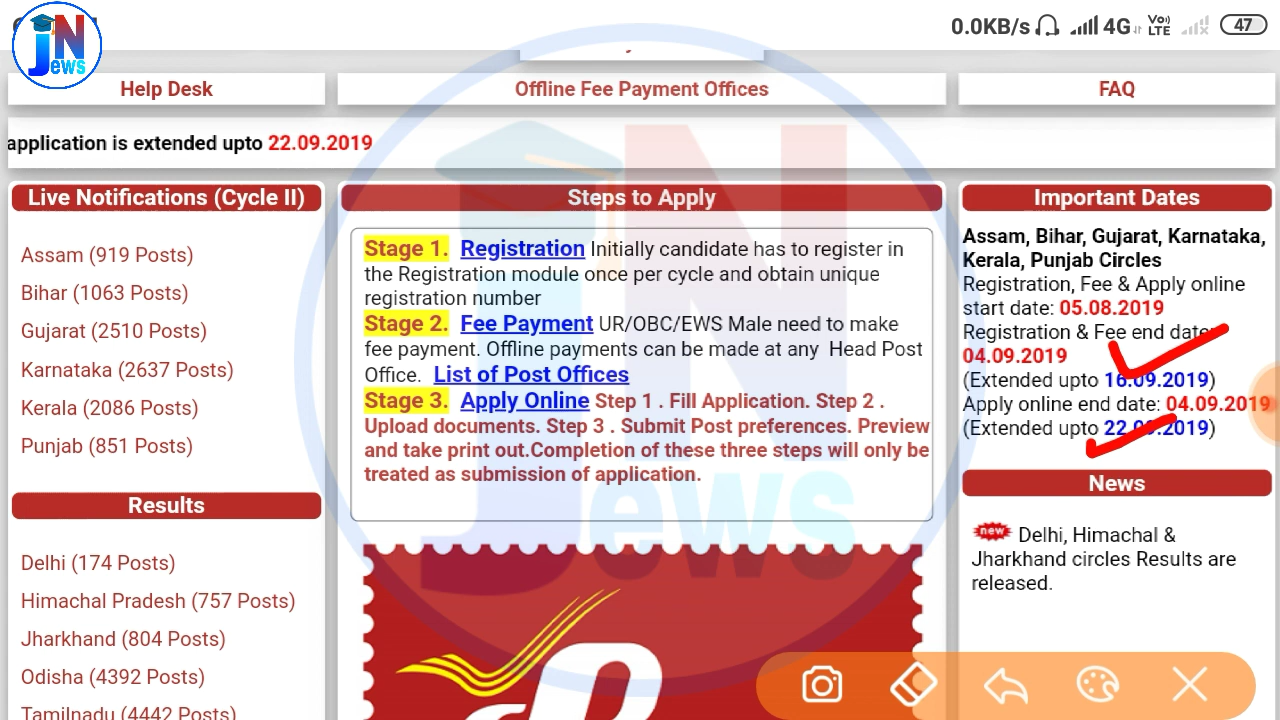 JN
ews
0.0KB/s 4G Vo) LTE 47
Help Desk
Offline Fee Payment Offices
FAQ
application is extended upto 22.09.2019
Live Notifications (Cycle II)
Assam (919 Posts)
Bihar (1063 Posts)
Gujarat (2510 Posts)
Karnataka (2637 Posts)
Kerala (2086 Posts)
Punjab (851 Posts)
Results
Delhi (174 Posts)
Himachal Pradesh (757 Posts)
Jharkhand (804 Posts)
Odisha (4392 Posts)
Tamilnadu (4442 Posts)
Steps to Apply
Stage 1. Registration Initially candidate has to register in
the Registration module once per cycle and obtain unique
registration number
Stage 2. Fee Payment UR/OBC/EWS Male need to make
fee payment. Offline payments can be made at any Head Post
Office. List of Post Offices
Stage 3. Apply Online Step 1 . Fill Application. Step 2 .
Upload documents. Step 3 . Submit Post preferences. Preview
and take print out.Completion of these three steps will only be
treated as submission of application.
JN
ews
Important Dates
Assam, Bihar, Gujarat, Karnataka,
Kerala, Punjab Circles
Registration, Fee & Apply online
start date: 05.08.2019
Registration & Fee end date:
04.09.2019
(Extended upto 16.09.2019)
Apply online end date: 04.09.2019
(Extended upto 22.09.2019)
News
new Delhi, Himachal &
Jharkhand circles Results are
released.